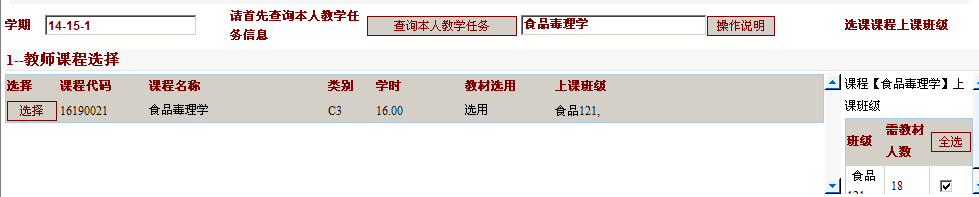 学期 14-15-1 请首先查询本人教学任务信息 查询本人教学任务 食品毒理学 操作说明 选课课程上课班级
1--教师课程选择
选择 课程代码 课程名称 类别 学时 教材选用 上课班级
选择 16190021 食品毒理学 C3 16.00 选用 食品121,
课程【食品毒理学】上
课班级
班级 需教材人数 全选
食品 18